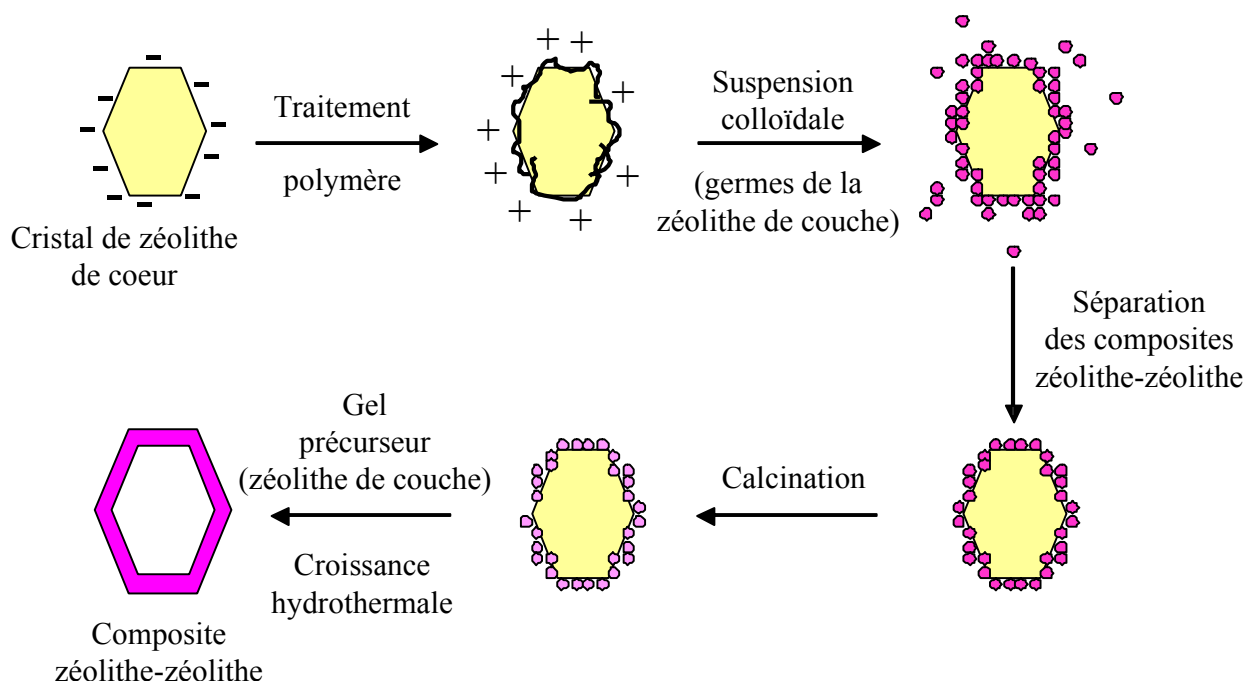 Traitement
polymère
Cristal de zéolithe
de coeur
Suspension
colloïdale
(germes de la
zéolithe de couche)
Séparation
des composites
zéolithe-zéolithe
Calcination
Gel
précurseur
(zéolithe de couche)
Croissance
hydrothermale
Composite
zéolithe-zéolithe